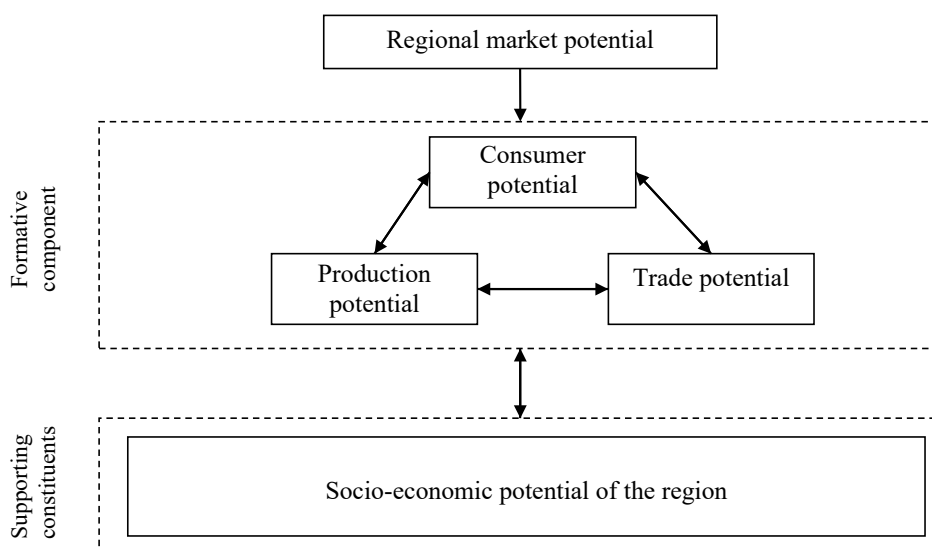 Regional market potential
Formative
component
Consumer
potential
Production
potential
Trade potential
Supporting
constituents
Socio-economic potential of the region